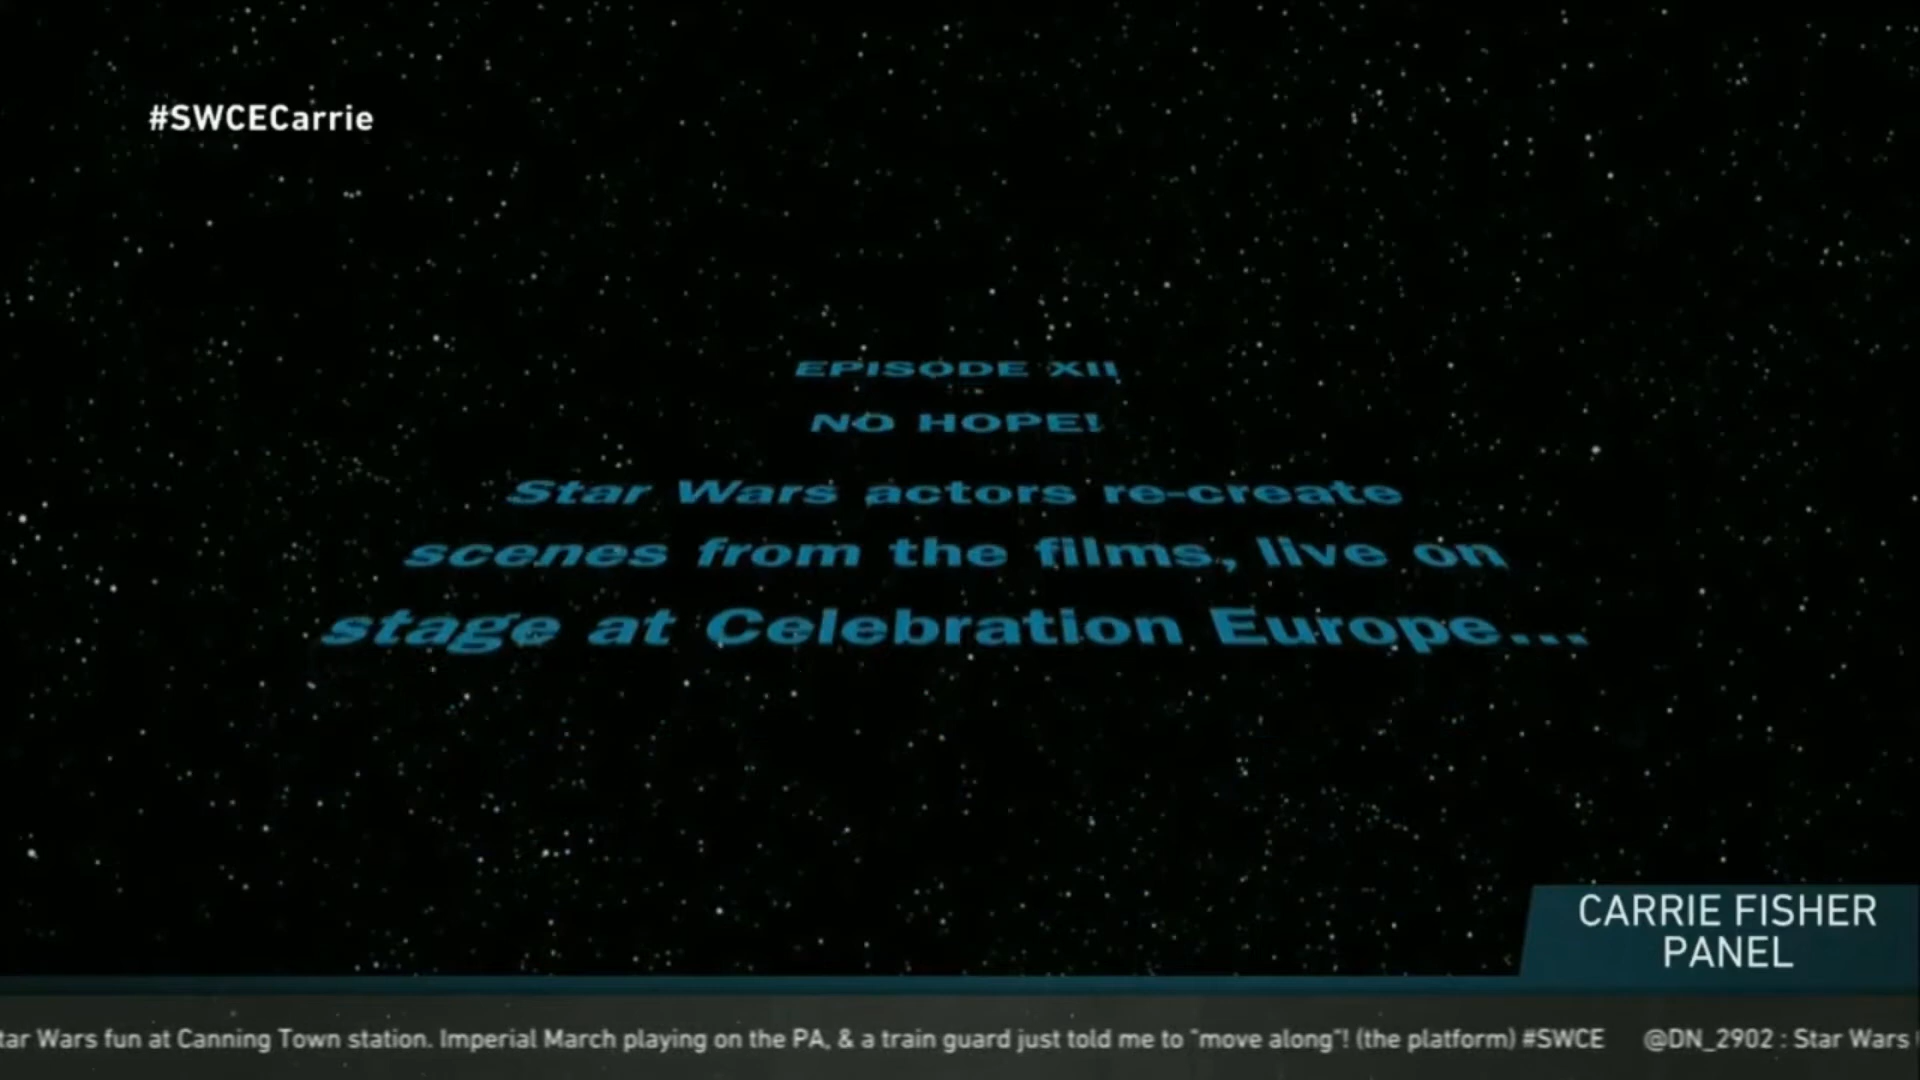 #SWCECarrie
EPISODE XII
NO HOPE!
Star Wars actors re-create
scenes from the films, live on
stage at Celebration Europe...
CARRIE FISHER
PANEL
tar Wars fun at Canning Town station. Imperial March playing on the PA, & a train guard just told me to "move along"! (the platform) #SWCE @DN_2902 : Star Wars